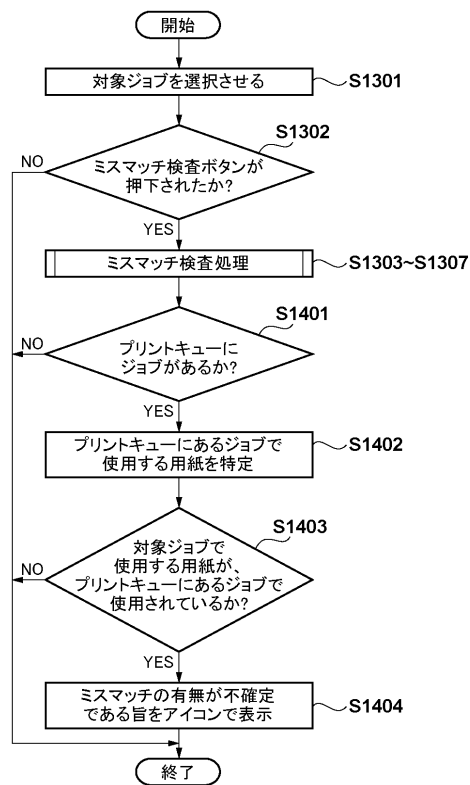 開始
対象ジョブを選択させる
S1301
S1302
ミスマッチ検査ボタンが
押下されたか?
NO
YES
ミスマッチ検査処理
S1303~S1307
S1401
NO
プリントキューに
ジョブがあるか?
YES
プリントキューにあるジョブで
使用する用紙を特定
S1402
S1403
対象ジョブで
使用する用紙が、
プリントキューにあるジョブで
使用されているか?
NO
YES
ミスマッチの有無が不確定
である旨をアイコンで表示
S1404
終了